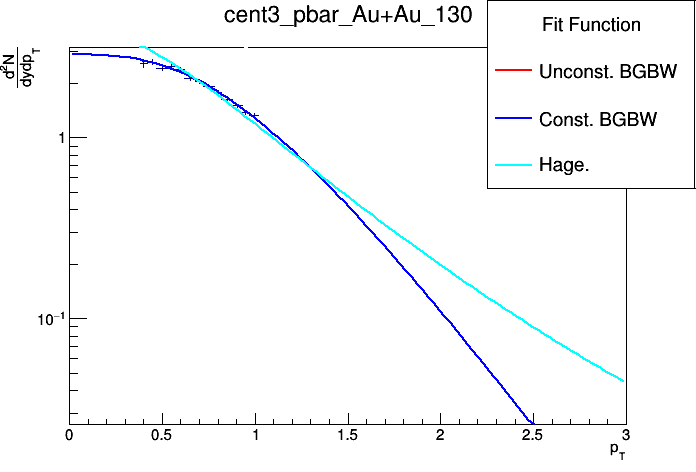 cent3_pbar_Au+Au_130
Fit Function
Unconst. BGBW
Const. BGBW
Hage.
d²N
dydp_T
1
10⁻¹
0 0.5 1 1.5 2 2.5 3
p_T